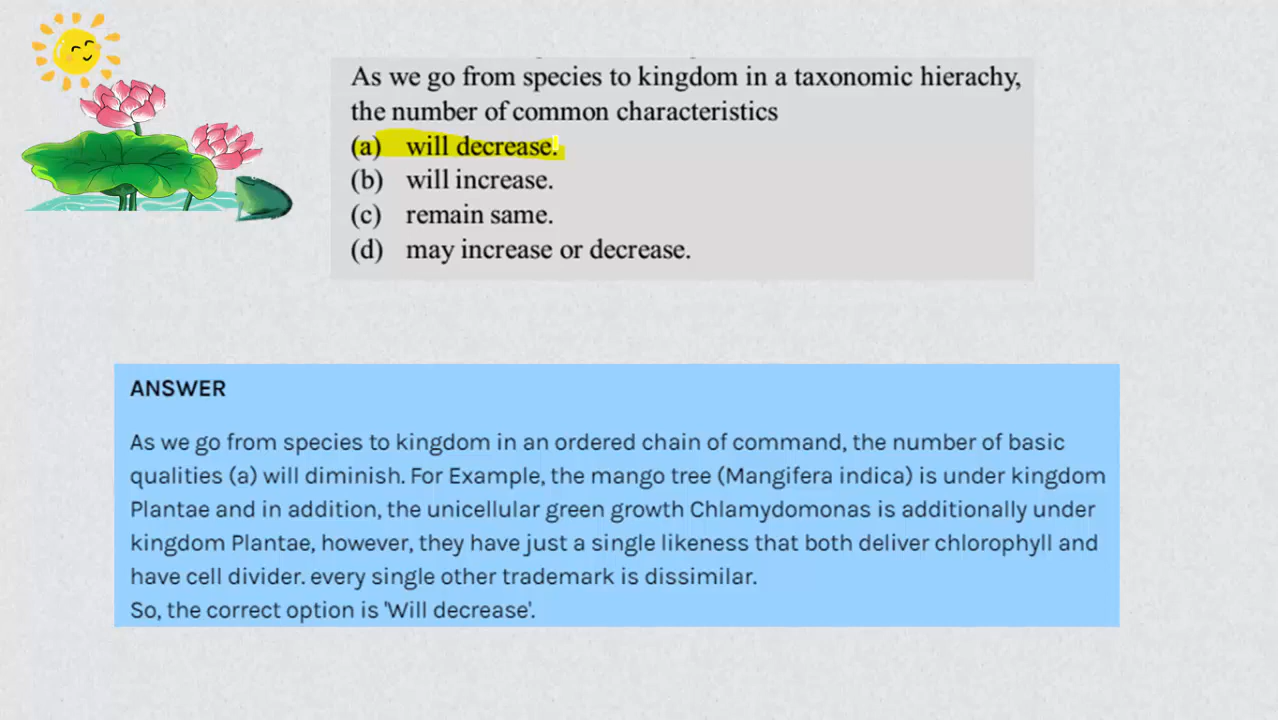 As we go from species to kingdom in a taxonomic hierachy,
the number of common characteristics
(a) will decrease.
(b) will increase.
(c) remain same.
(d) may increase or decrease.
ANSWER
As we go from species to kingdom in an ordered chain of command, the number of basic
qualities (a) will diminish. For Example, the mango tree (Mangifera indica) is under kingdom
Plantae and in addition, the unicellular green growth Chlamydomonas is additionally under
kingdom Plantae, however, they have just a single likeness that both deliver chlorophyll and
have cell divider. every single other trademark is dissimilar.
So, the correct option is 'Will decrease'.